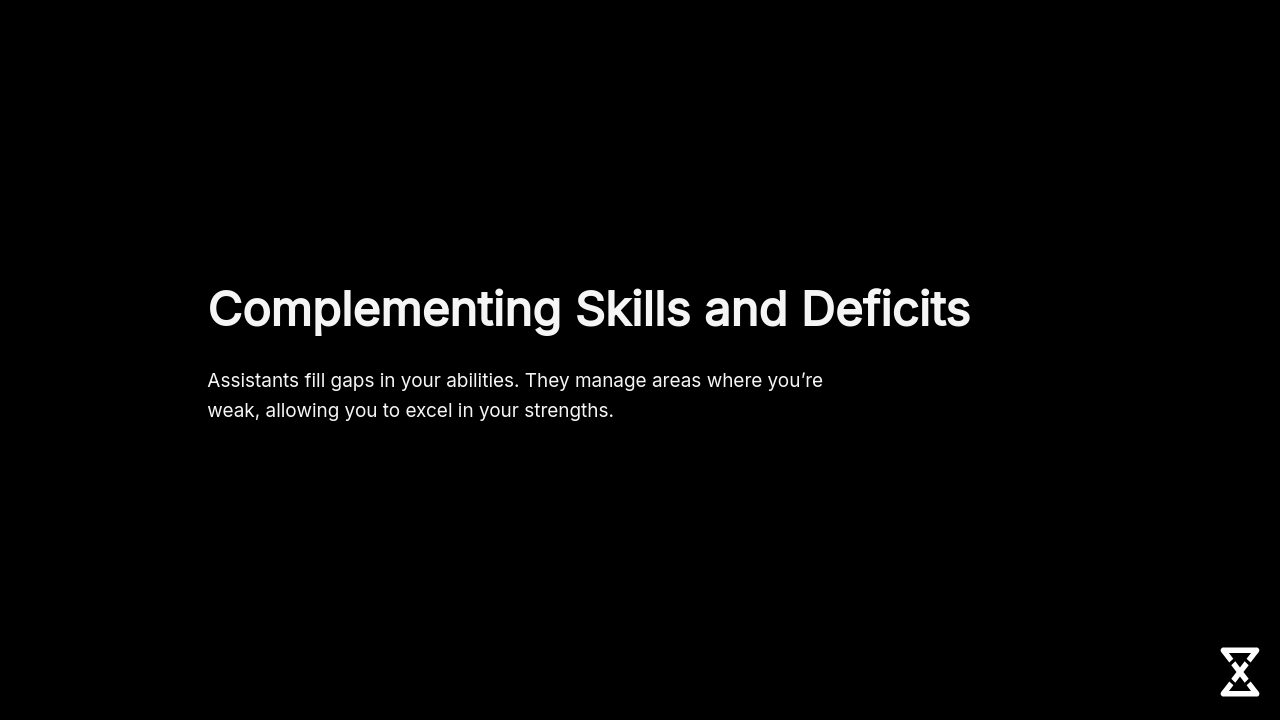 Complementing Skills and Deficits
Assistants fill gaps in your abilities. They manage areas where you’re
weak, allowing you to excel in your strengths.